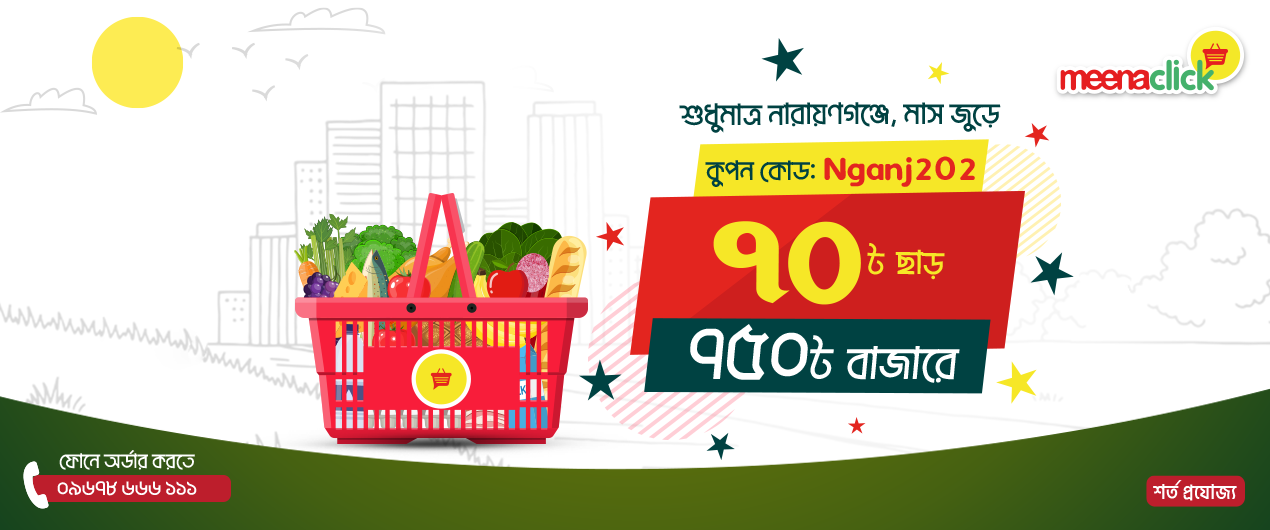 meenaclick
শুধুমাত্র নারায়ণগঞ্জে, মাস জুড়ে
কুপন কোড: Nganj202
৭০ ৳ ছাড়
৭৫০৳ বাজারে
ফোনে অর্ডার করতে
০৯৬৭৮ ৬৬৬ ১১১
শর্ত প্রযোজ্য